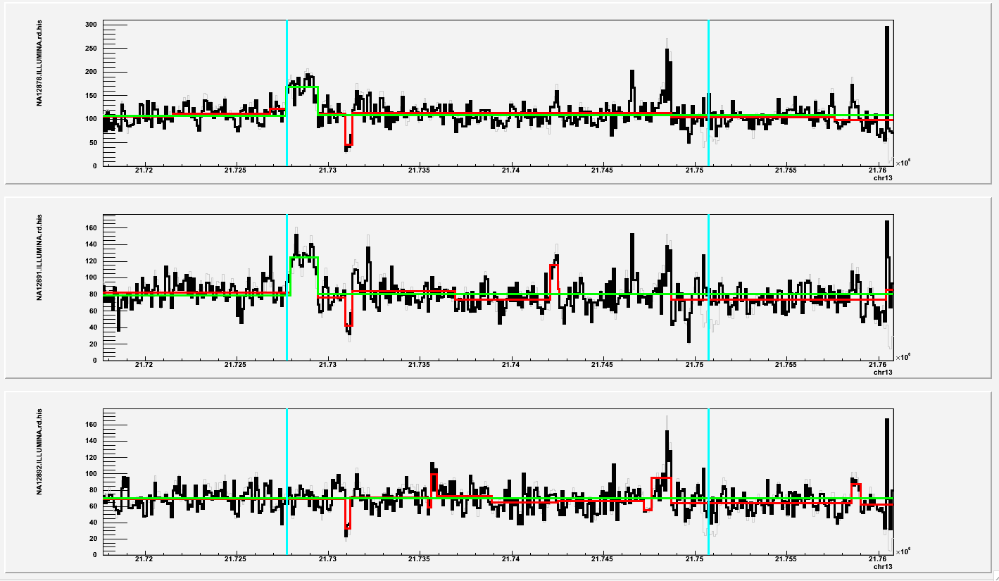 NA12878.ILLUMINA.rd.his
300
250
200
150
100
50
0
21.72 21.725 21.73 21.735 21.74 21.745 21.75 21.755 21.76 ×10⁶
chr13
NA12891.ILLUMINA.rd.his
160
140
120
100
80
60
40
20
0
21.72 21.725 21.73 21.735 21.74 21.745 21.75 21.755 21.76 ×10⁶
chr13
NA12892.ILLUMINA.rd.his
160
140
120
100
80
60
40
20
0
21.72 21.725 21.73 21.735 21.74 21.745 21.75 21.755 21.76 ×10⁶
chr13